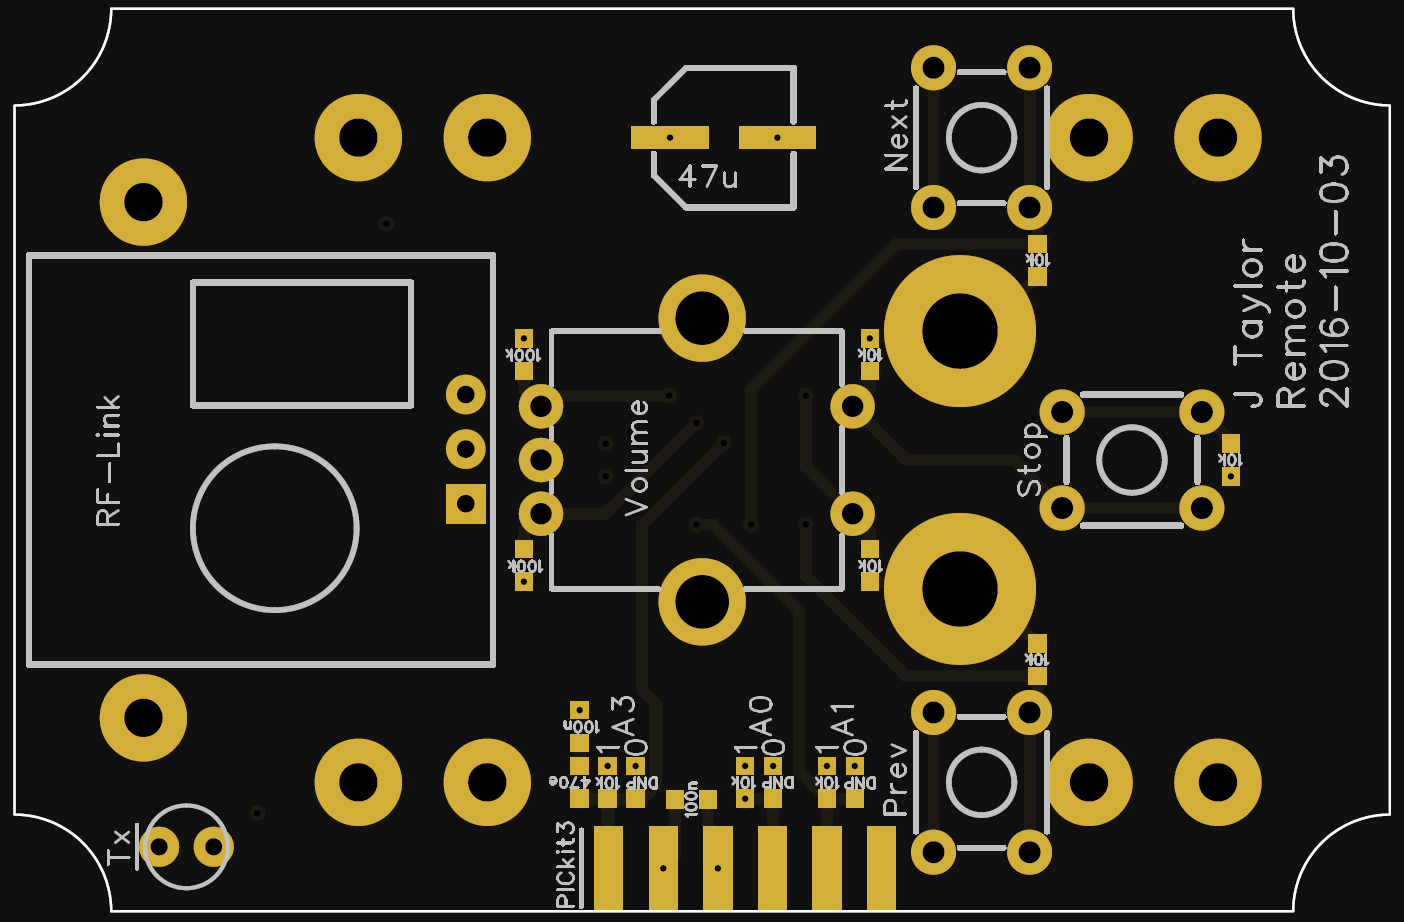 Next
47u
10k
J Taylor
Remote
2016-10-03
100k
10k
RF-Link
Volume
Stop
10k
100k
10k
10k
100n
1
0
A3
1
0
A0
1
0
A1
470e
10k
DNP
100n
10k
DNP
10k
DNP
Prev
Tx
PICkit3